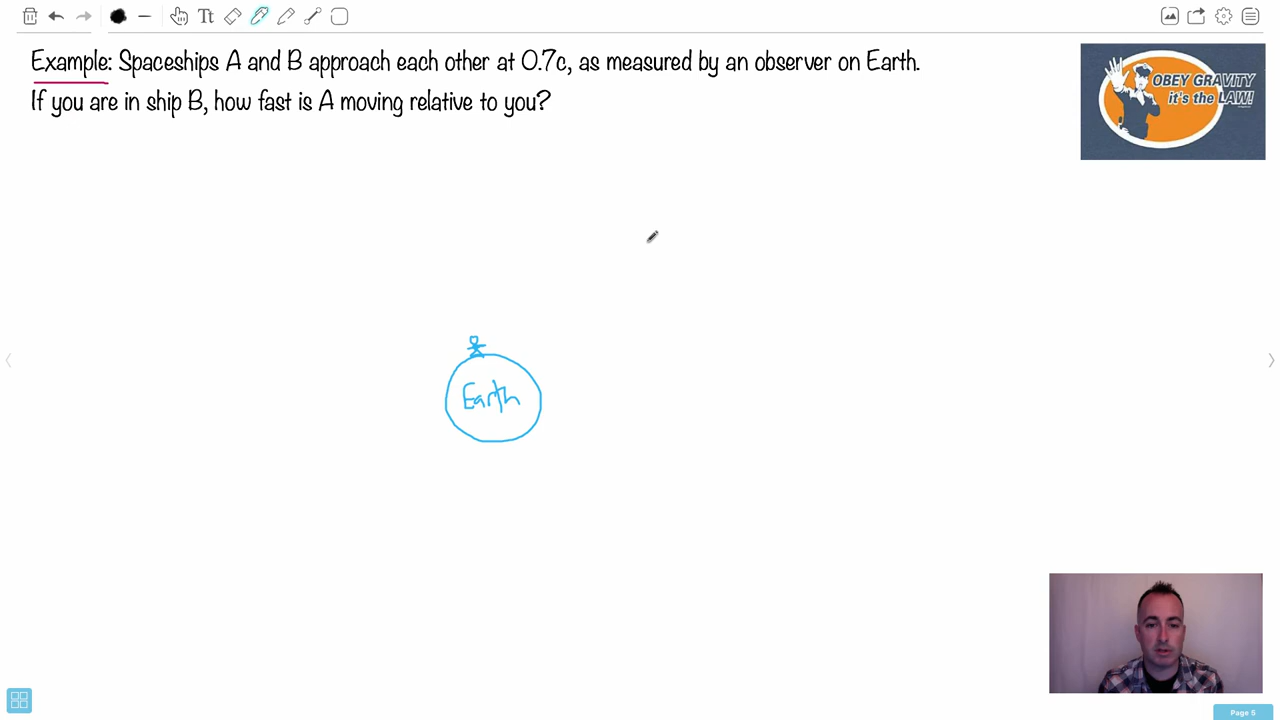 Tt
Example: Spaceships A and B approach each other at 0.7c, as measured by an observer on Earth.
If you are in ship B, how fast is A moving relative to you?
OBEY GRAVITY
it's the LAW!
Earth
Page 5